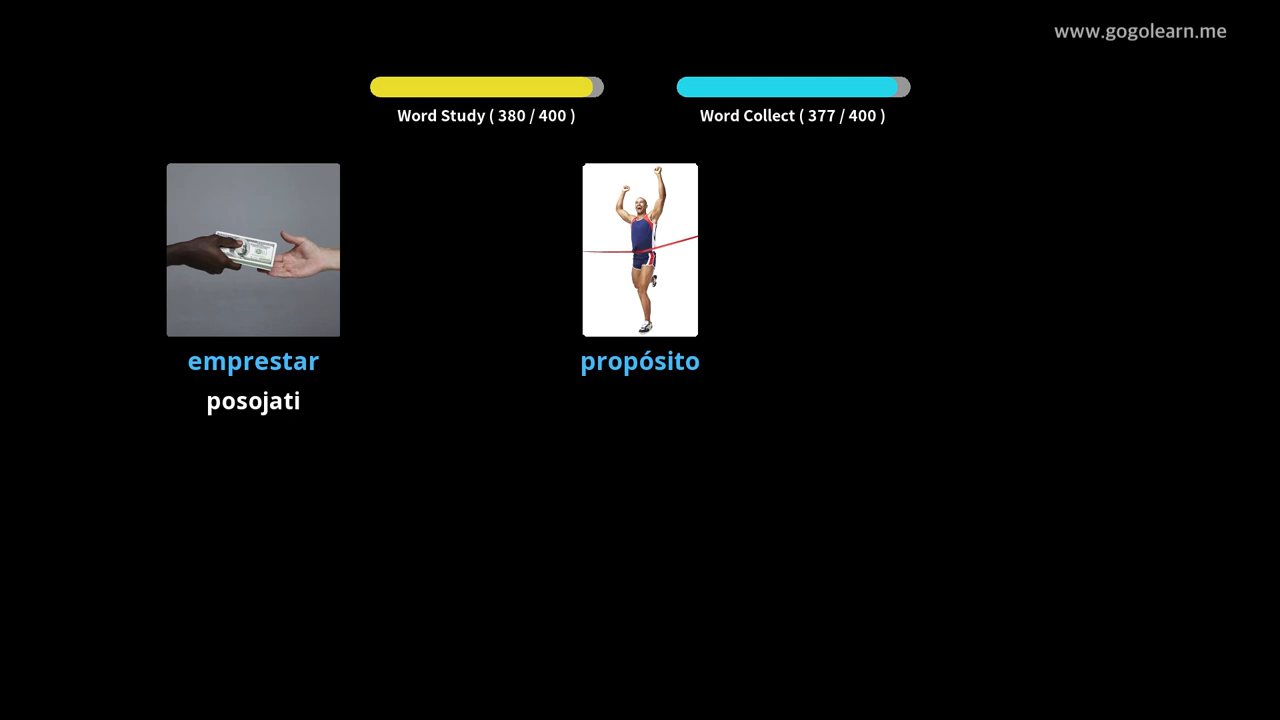 www.gogolearn.me
Word Study ( 380 / 400 )
Word Collect ( 377 / 400 )
emprestar
propósito
posojati